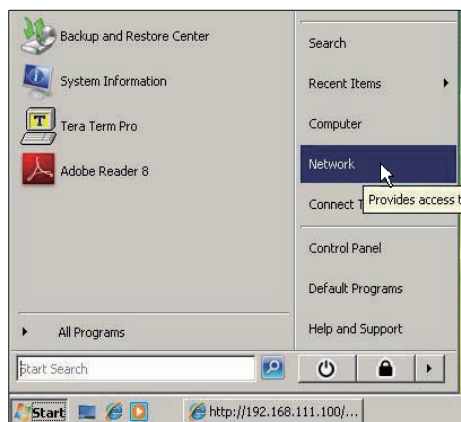 Backup and Restore Center
System Information
Tera Term Pro
Adobe Reader 8
All Programs
Start Search
Search
Recent Items
Computer
Network
Connect T
Provides access t
Control Panel
Default Programs
Help and Support
Start
http://192.168.111.100/...